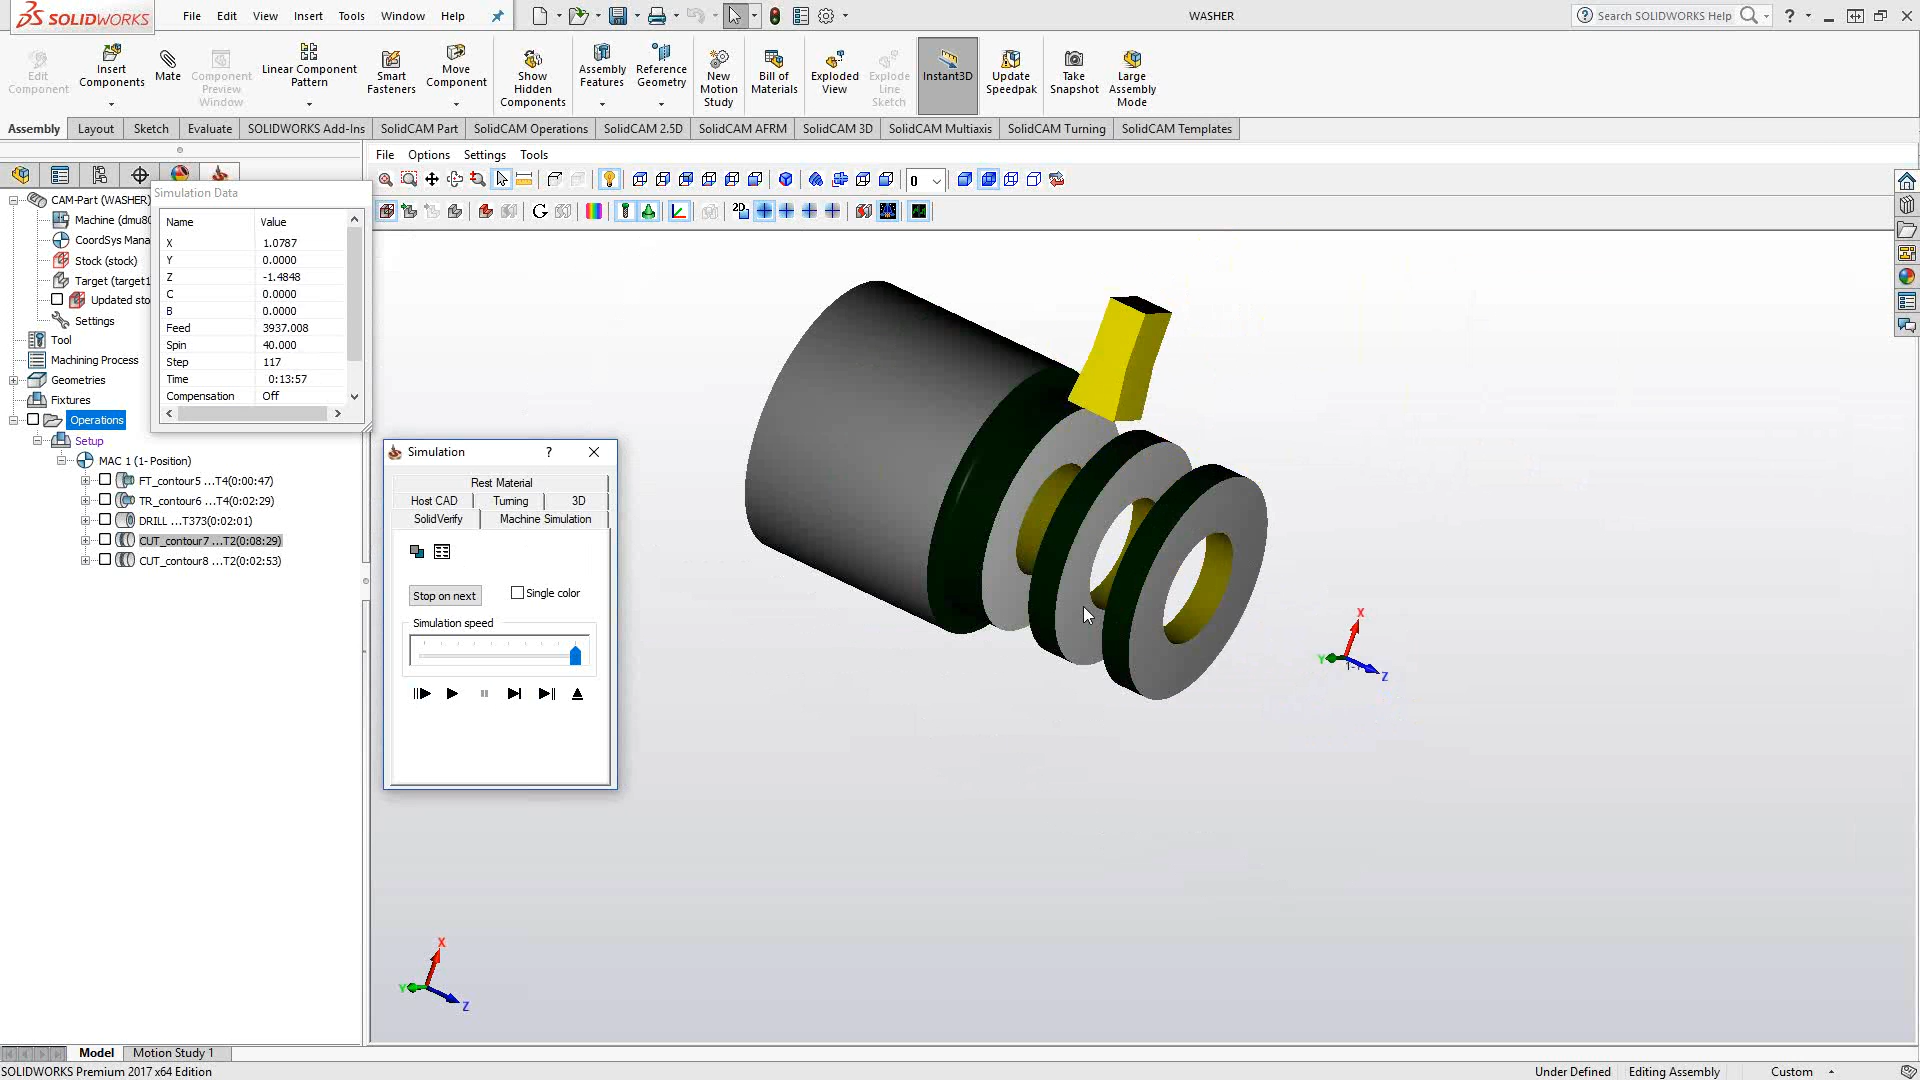 SOLIDWORKS
File Edit View Insert Tools Window Help
WASHER
Search SOLIDWORKS Help
Edit Component
Insert Components
Mate
Component Preview Window
Linear Component Pattern
Smart Fasteners
Move Component
Show Hidden Components
Assembly Features
Reference Geometry
New Motion Study
Bill of Materials
Exploded View
Explode Line Sketch
Instant3D
Update Speedpak
Take Snapshot
Large Assembly Mode
Assembly Layout Sketch Evaluate SOLIDWORKS Add-Ins SolidCAM Part SolidCAM Operations SolidCAM 2.5D SolidCAM AFRM SolidCAM 3D SolidCAM Multiaxis SolidCAM Turning SolidCAM Templates
File Options Settings Tools
0
2D
CAM-Part (WASHER)
Machine (dmu80
CoordSys Mana
Stock (stock)
Target (target1
Updated sto
Settings
Tool
Machining Process
Geometries
Fixtures
Operations
Setup
MAC 1 (1- Position)
FT_contour5 ...T4(0:00:47)
TR_contour6 ...T4(0:02:29)
DRILL ...T373(0:02:01)
CUT_contour7 ...T2(0:08:29)
CUT_contour8 ...T2(0:02:53)
Simulation Data
Name Value
X 1.0787
Y 0.0000
Z -1.4848
C 0.0000
B 0.0000
Feed 3937.008
Spin 40.000
Step 117
Time 0:13:57
Compensation Off
Simulation ?
Rest Material
Host CAD Turning 3D
SolidVerify Machine Simulation
Stop on next Single color
Simulation speed
X
Y
Z
X
Y
Z
Model Motion Study 1
SOLIDWORKS Premium 2017 x64 Edition
Under Defined Editing Assembly Custom